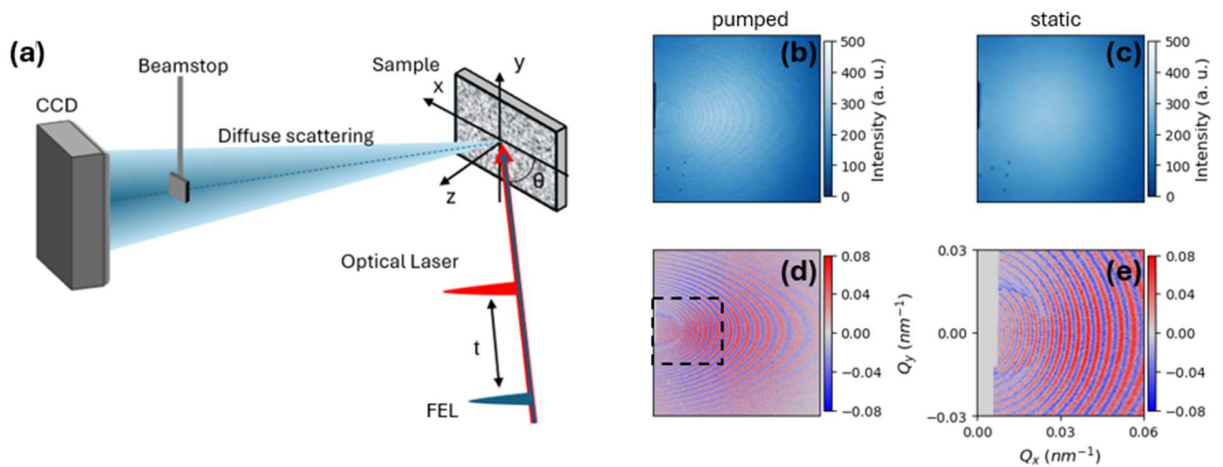 (a)
CCD
Beamstop
Diffuse scattering
Sample
x
y
z
θ
Optical Laser
t
FEL
pumped
(b)
500
400
300
200
100
0
Intensity (a. u.)
static
(c)
500
400
300
200
100
0
Intensity (a. u.)
(d)
0.08
0.04
0.00
−0.04
−0.08
(e)
Qy (nm⁻¹)
0.03
0.00
−0.03
0.00
0.03
0.06
Qx (nm⁻¹)
0.08
0.04
0.00
−0.04
−0.08